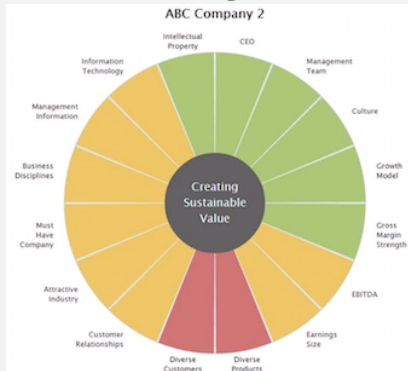 ABC Company 2
Intellectual
Property
CEO
Management
Team
Culture
Growth
Model
Gross
Margin
Strength
EBITDA
Earnings
Size
Diverse
Products
Diverse
Customers
Customer
Relationships
Attractive
Industry
Must
Have
Company
Business
Disciplines
Management
Information
Information
Technology
Creating
Sustainable
Value